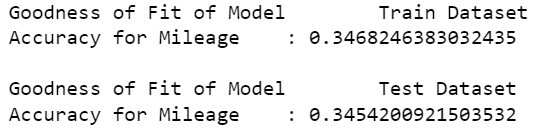 Goodness of Fit of Model        Train Dataset
Accuracy for Mileage    : 0.3468246383032435
Goodness of Fit of Model        Test Dataset
Accuracy for Mileage    : 0.3454200921503532